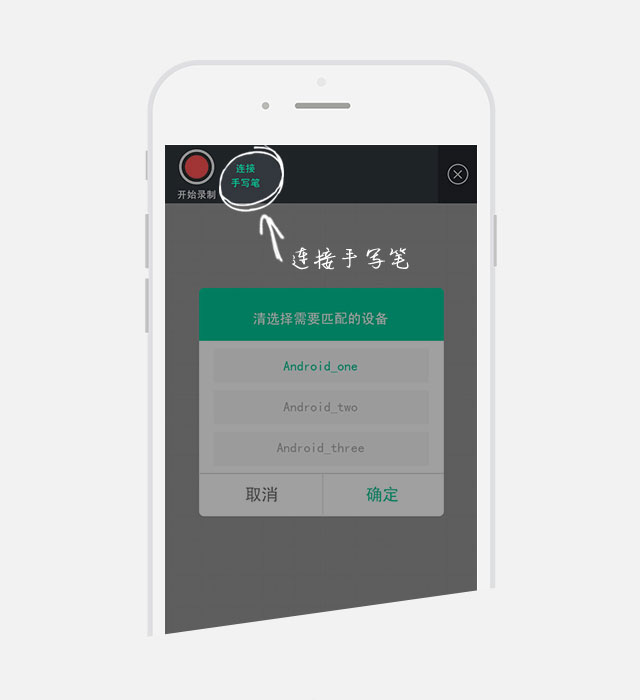 连接
手写笔
开始录制
连接手写笔
请选择需要匹配的设备
Android_one
Android_two
Android_three
取消
确定